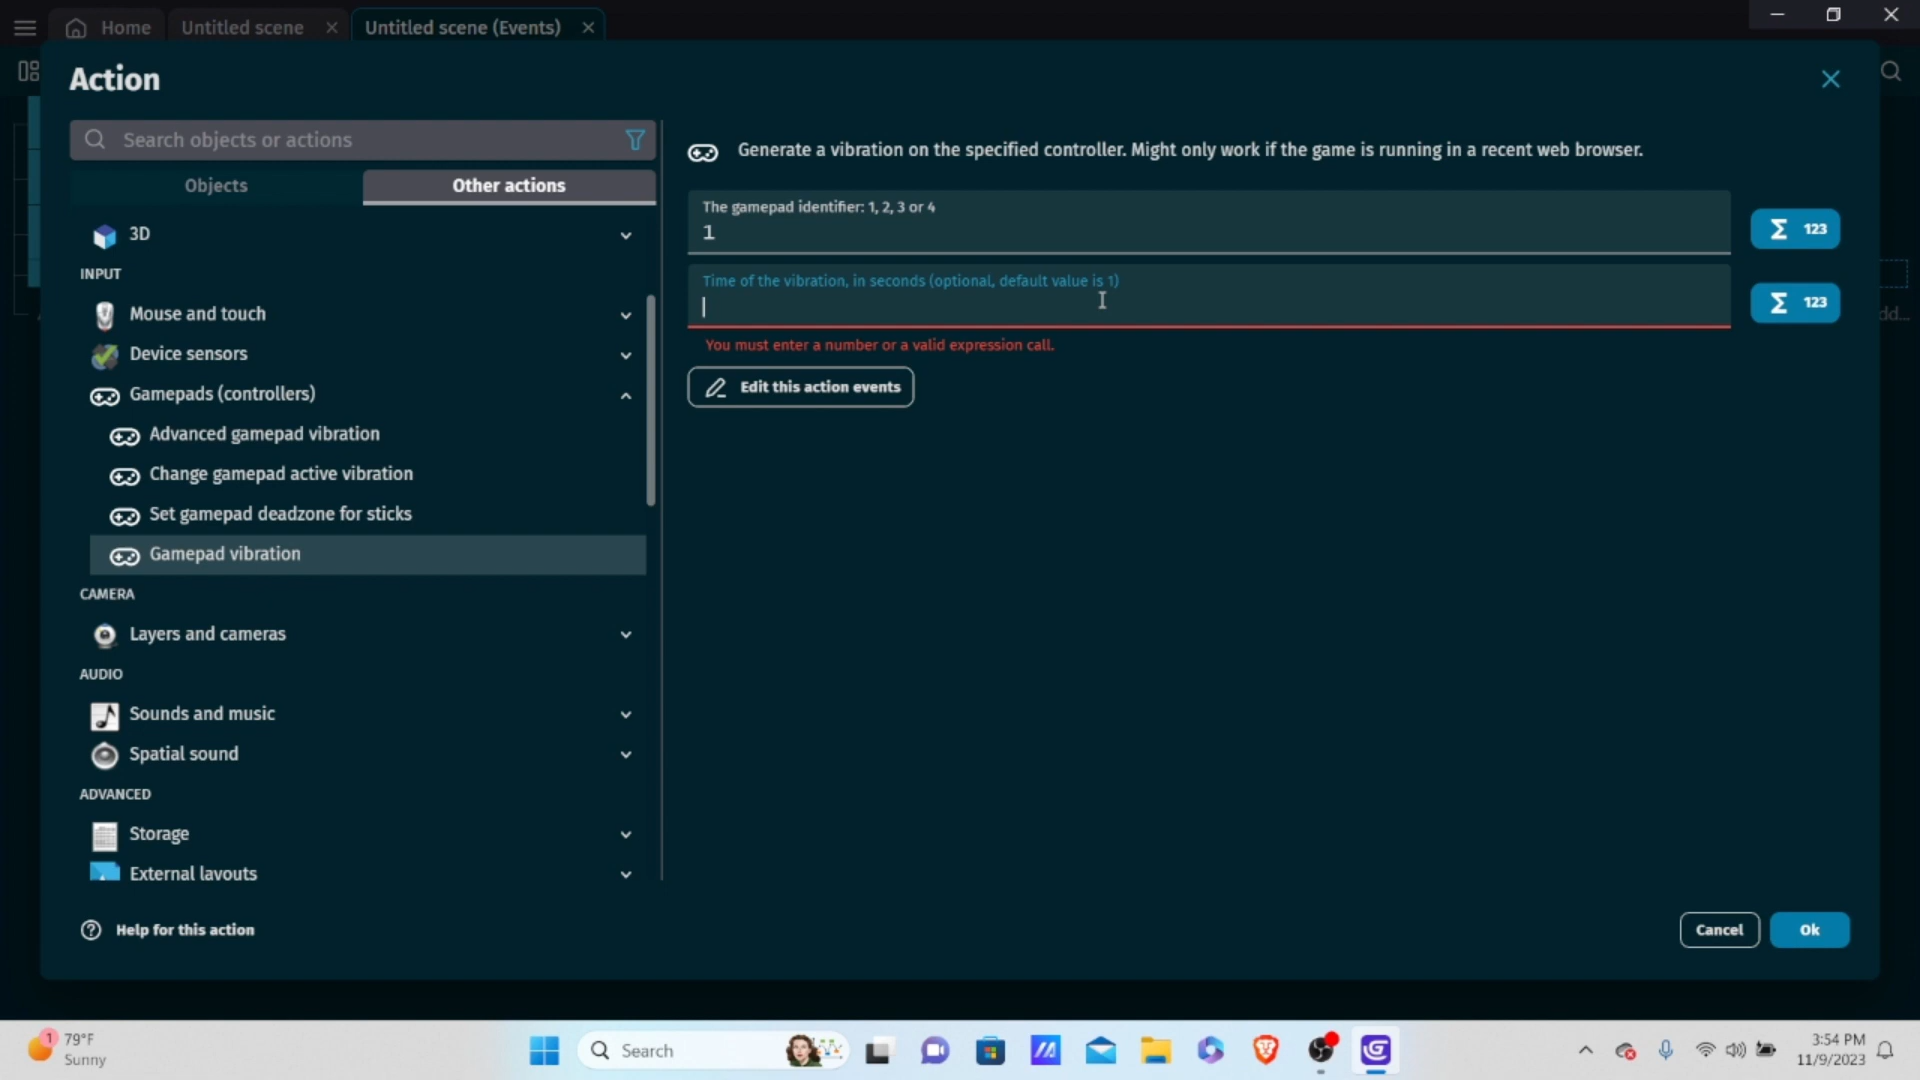 Home
Untitled scene
Untitled scene (Events)
Action
Search objects or actions
Objects
Other actions
3D
INPUT
Mouse and touch
Device sensors
Gamepads (controllers)
Advanced gamepad vibration
Change gamepad active vibration
Set gamepad deadzone for sticks
Gamepad vibration
CAMERA
Layers and cameras
AUDIO
Sounds and music
Spatial sound
ADVANCED
Storage
External layouts
Help for this action
Generate a vibration on the specified controller. Might only work if the game is running in a recent web browser.
The gamepad identifier: 1, 2, 3 or 4
1
Σ 123
Time of the vibration, in seconds (optional, default value is 1)
Σ 123
You must enter a number or a valid expression call.
Edit this action events
dd...
Cancel
Ok
1
79°F
Sunny
Search
3:54 PM
11/9/2023